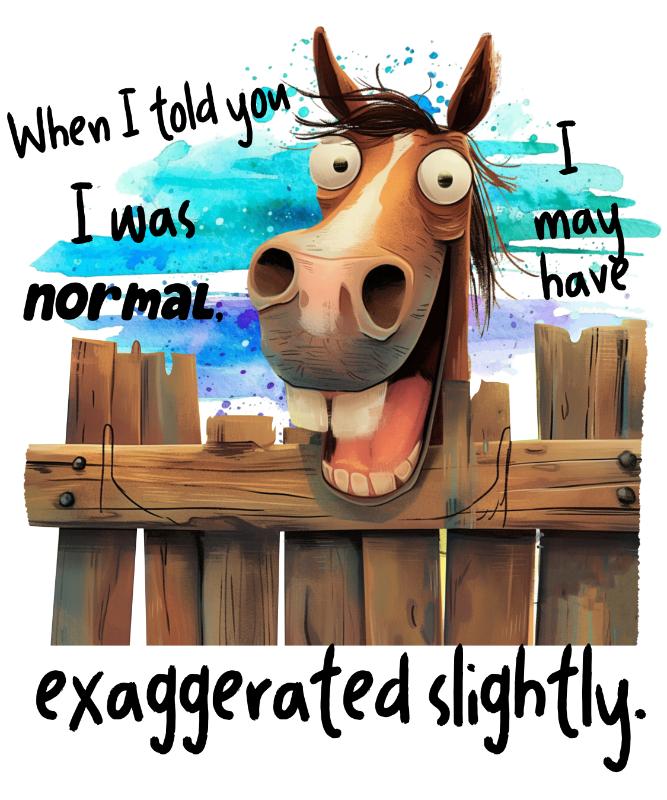 When I told you
I was
normal,
I
may
have
exaggerated slightly.